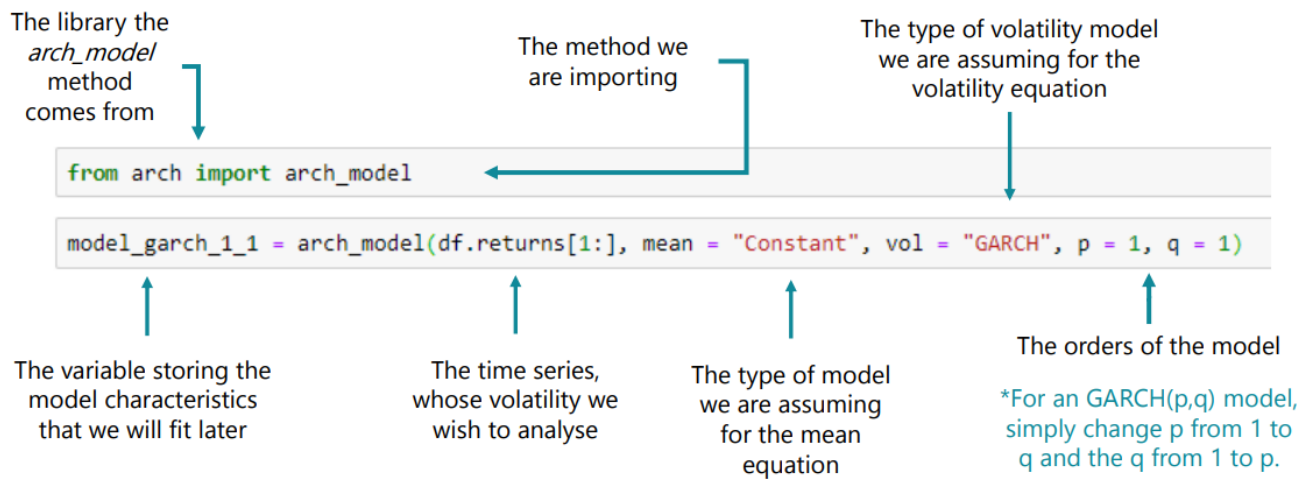 The library the
arch_model
method
comes from
The method we
are importing
The type of volatility model
we are assuming for the
volatility equation
from arch import arch_model
model_garch_1_1 = arch_model(df.returns[1:], mean = "Constant", vol = "GARCH", p = 1, q = 1)
The variable storing the
model characteristics
that we will fit later
The time series,
whose volatility we
wish to analyse
The type of model
we are assuming
for the mean
equation
The orders of the model
*For an GARCH(p,q) model,
simply change p from 1 to
q and the q from 1 to p.